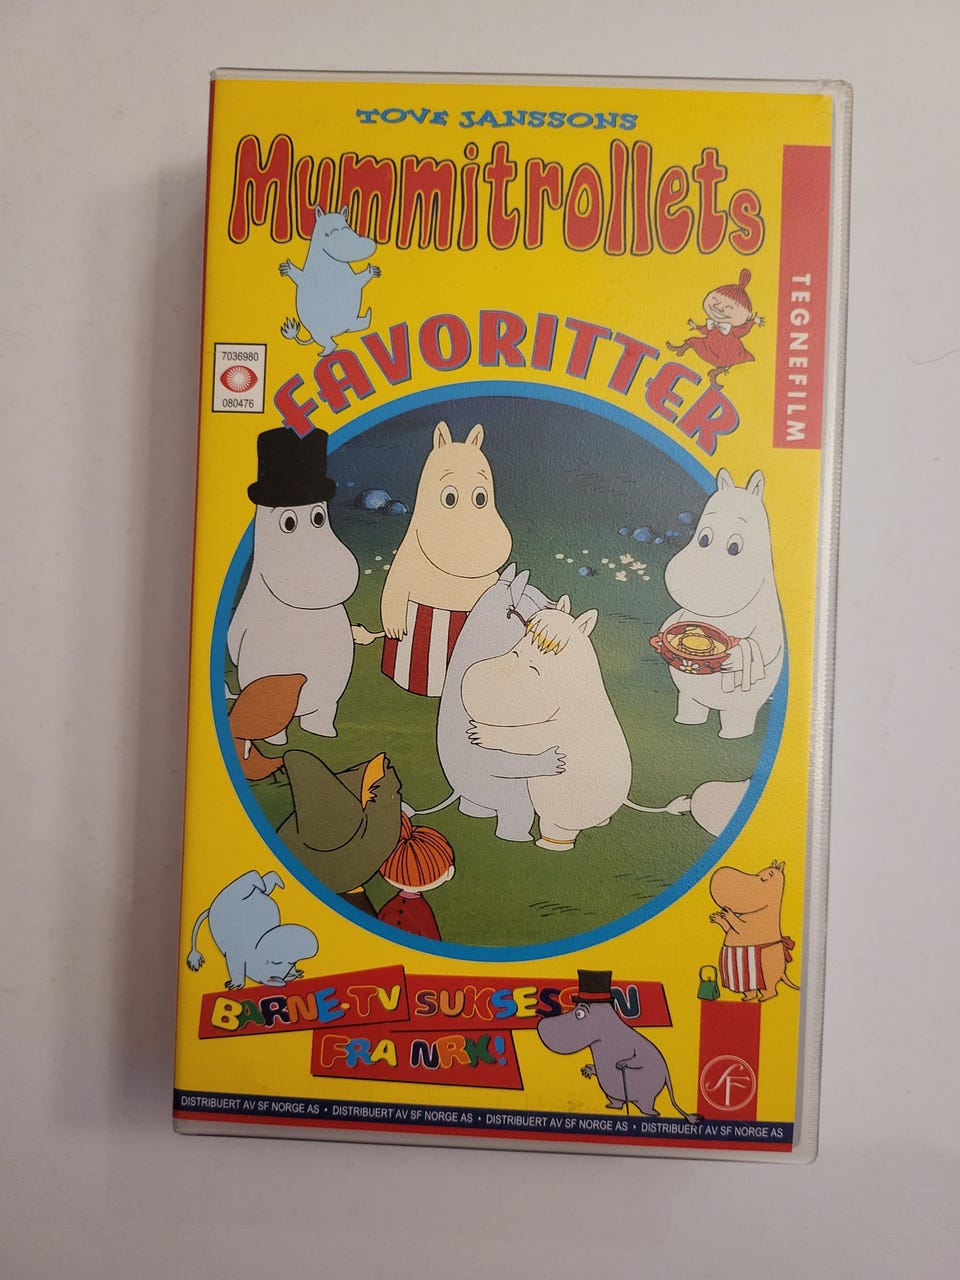 TOVE JANSSONS
Mummitrollets
FAVORITTER
TEGNEFILM
7036980
080476
BARNE-TV SUKSESSEN
FRA NRK!
SF
DISTRIBUERT AV SF NORGE AS • DISTRIBUERT AV SF NORGE AS • DISTRIBUERT AV SF NORGE AS • DISTRIBUERT AV SF NORGE AS